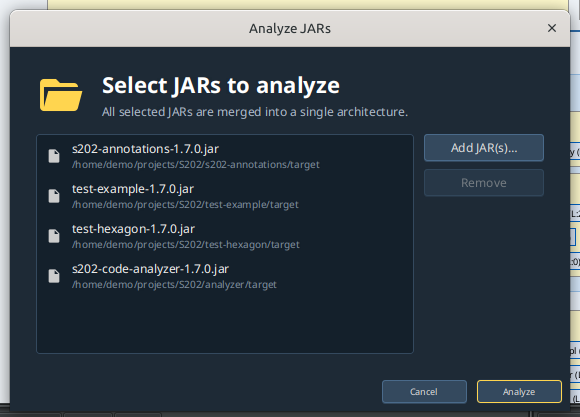 Analyze JARs
Select JARs to analyze
All selected JARs are merged into a single architecture.
s202-annotations-1.7.0.jar
/home/demo/projects/S202/s202-annotations/target
test-example-1.7.0.jar
/home/demo/projects/S202/test-example/target
test-hexagon-1.7.0.jar
/home/demo/projects/S202/test-hexagon/target
s202-code-analyzer-1.7.0.jar
/home/demo/projects/S202/analyzer/target
Add JAR(s)...
Remove
Cancel
Analyze